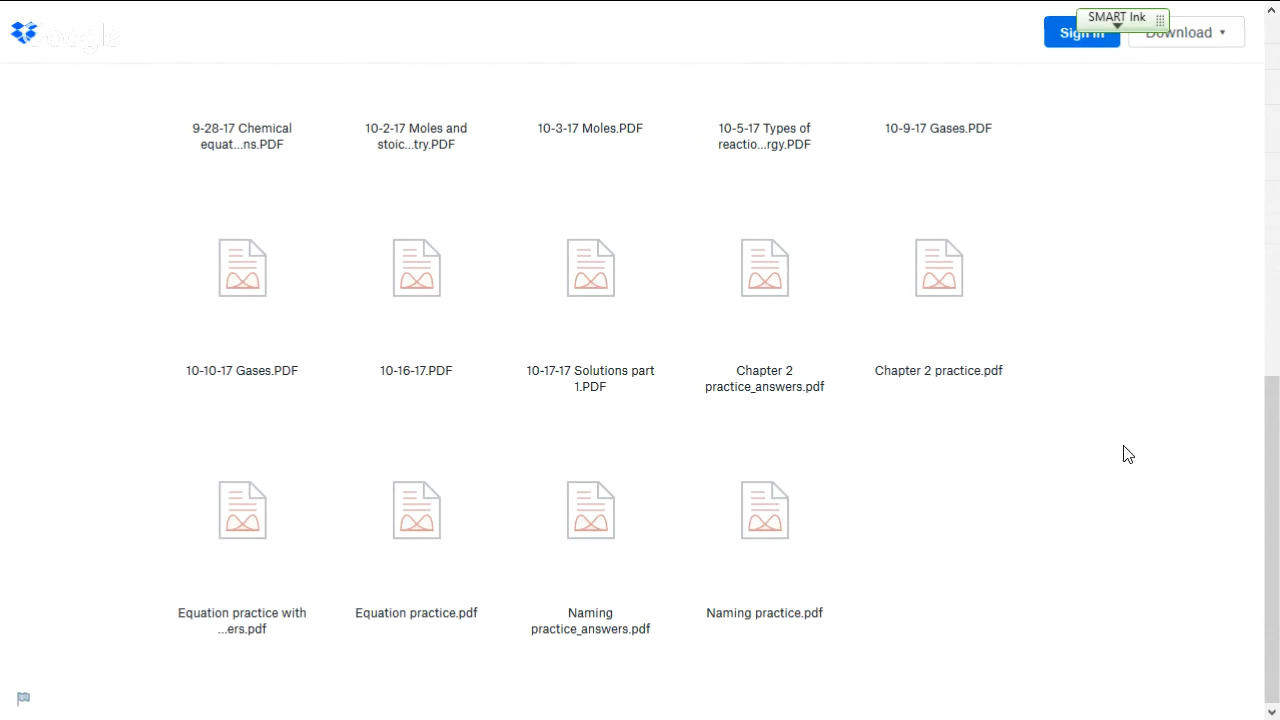 Google
SMART Ink
Sign in
Download
9-28-17 Chemical
equat...ns.PDF
10-2-17 Moles and
stoic...try.PDF
10-3-17 Moles.PDF
10-5-17 Types of
reactio...rgy.PDF
10-9-17 Gases.PDF
10-10-17 Gases.PDF
10-16-17.PDF
10-17-17 Solutions part
1.PDF
Chapter 2
practice_answers.pdf
Chapter 2 practice.pdf
Equation practice with
...ers.pdf
Equation practice.pdf
Naming
practice_answers.pdf
Naming practice.pdf